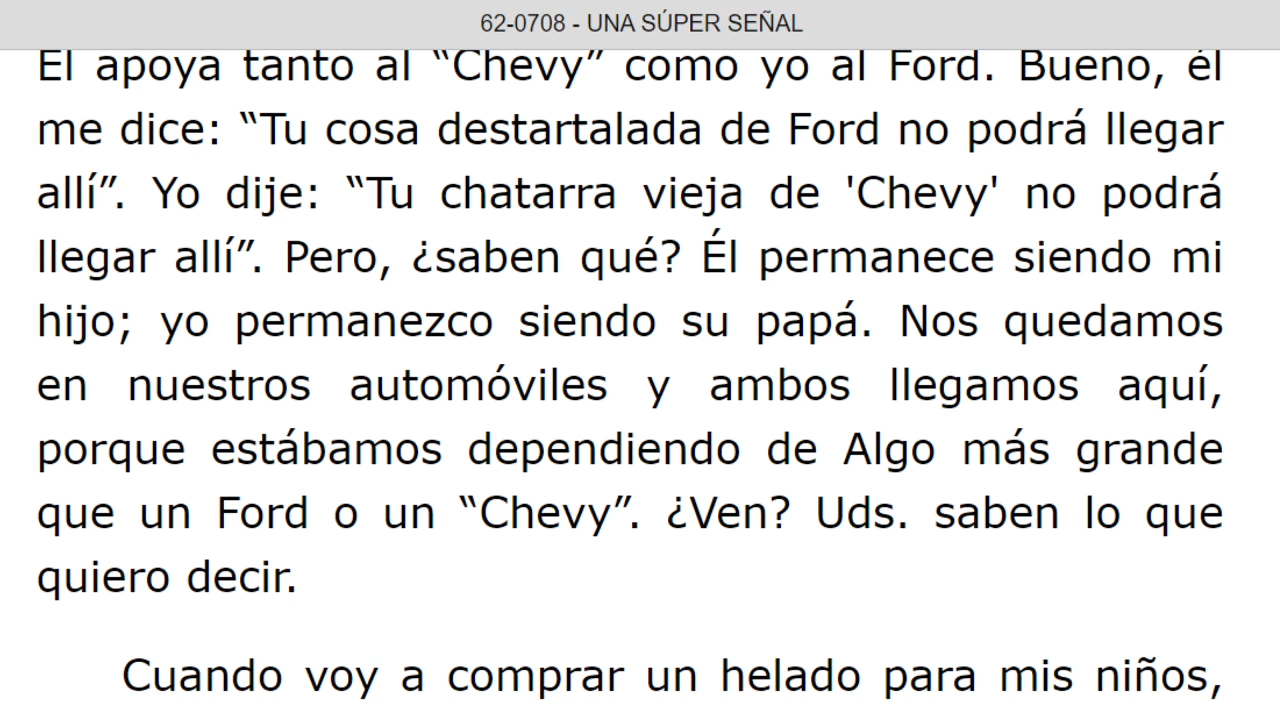 62-0708 - UNA SÚPER SEÑAL
Él apoya tanto al “Chevy” como yo al Ford. Bueno, él
me dice: “Tu cosa destartalada de Ford no podrá llegar
allí”. Yo dije: “Tu chatarra vieja de 'Chevy' no podrá
llegar allí”. Pero, ¿saben qué? Él permanece siendo mi
hijo; yo permanezco siendo su papá. Nos quedamos
en nuestros automóviles y ambos llegamos aquí,
porque estábamos dependiendo de Algo más grande
que un Ford o un “Chevy”. ¿Ven? Uds. saben lo que
quiero decir.
Cuando voy a comprar un helado para mis niños,